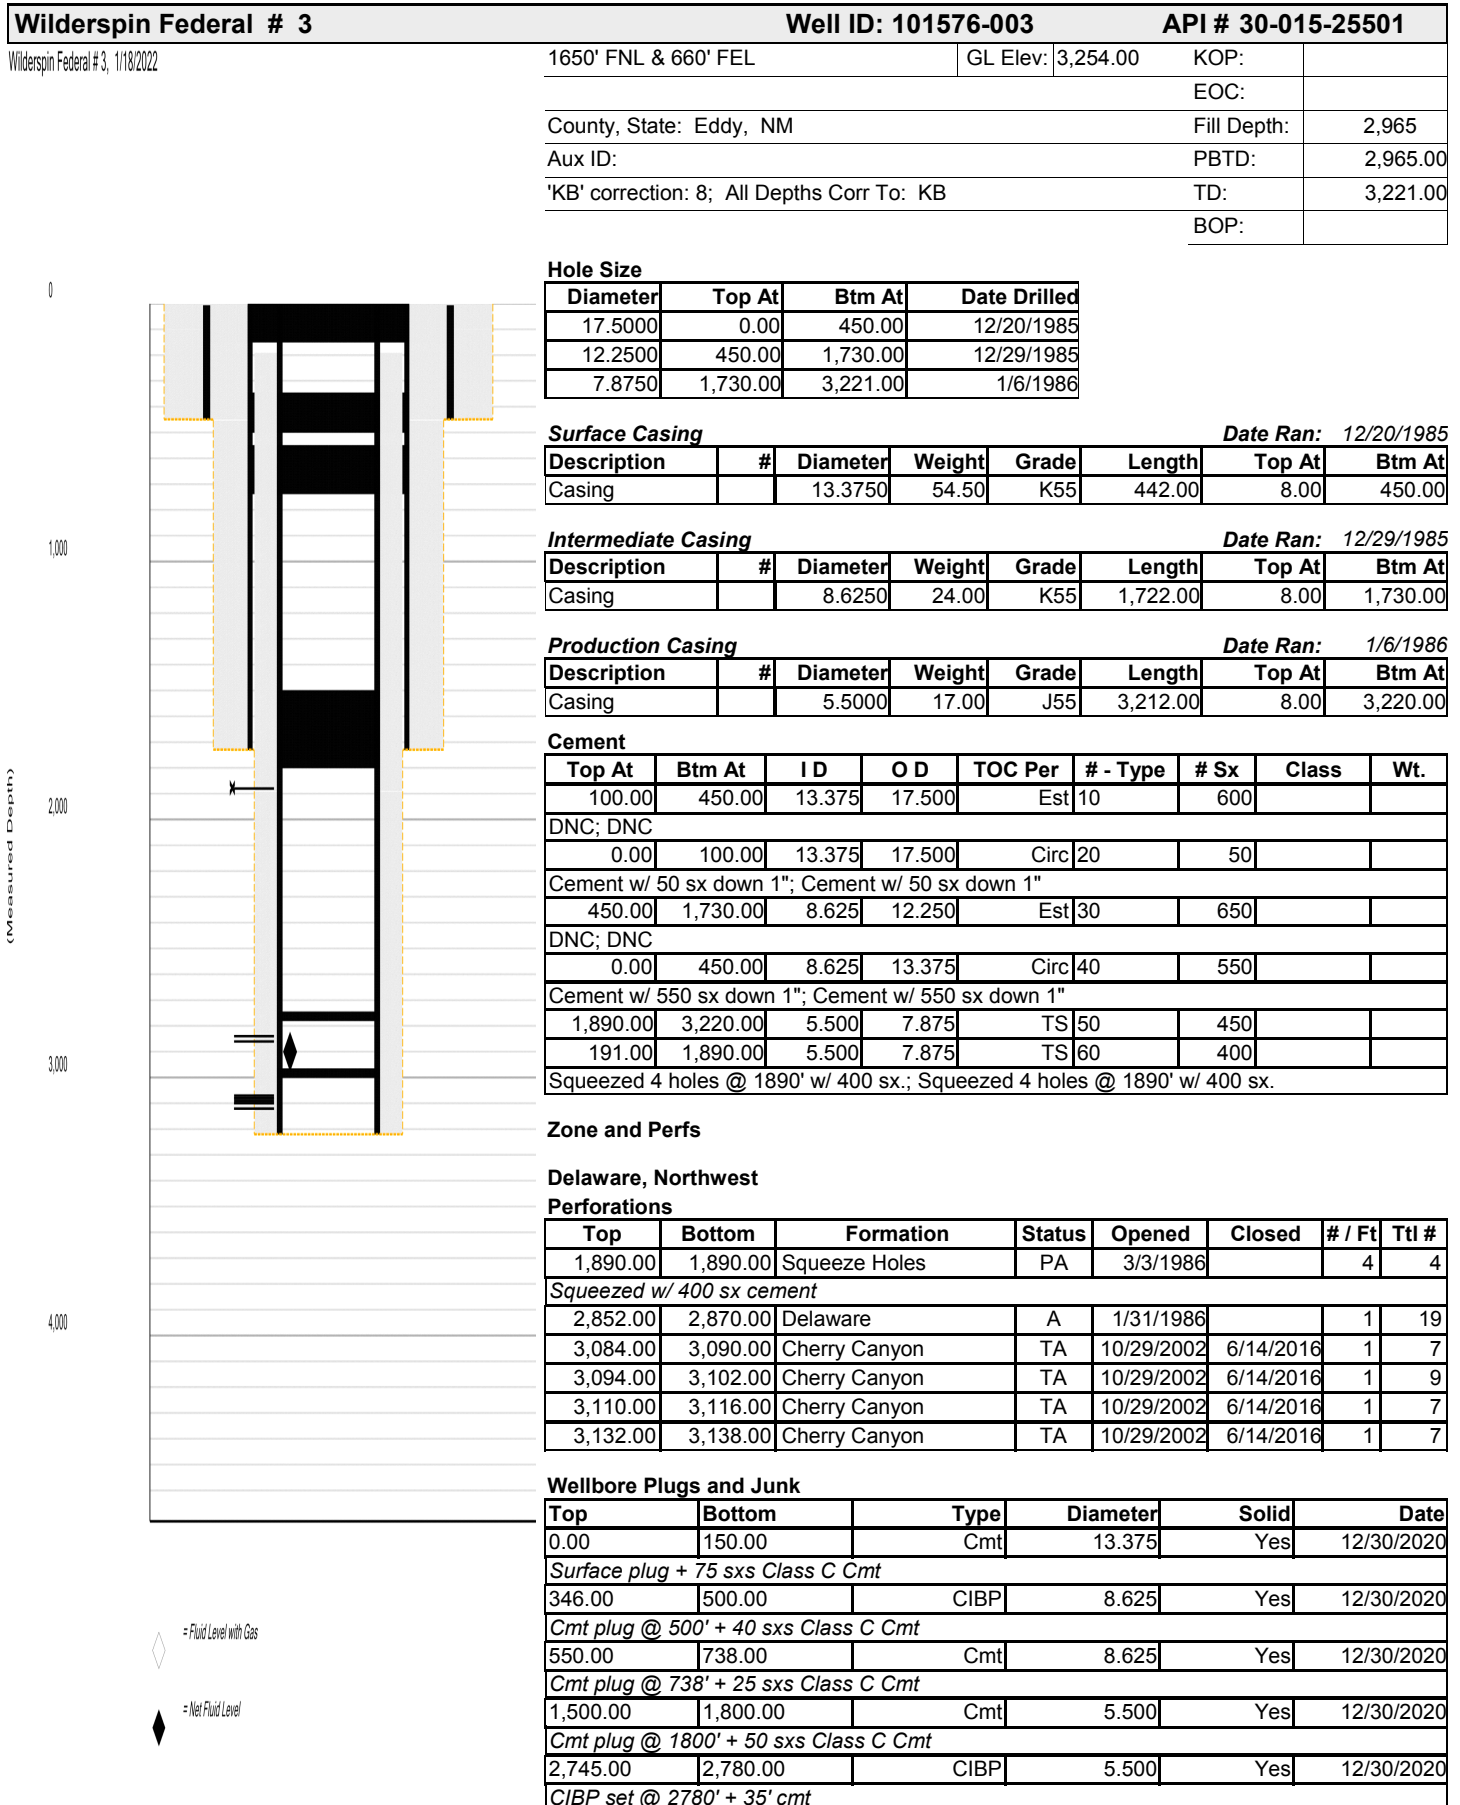 Wilderspin Federal # 3 Well ID: 101576-003 API # 30-015-25501
Wilderspin Federal # 3, 1/18/2022
1650' FNL & 660' FEL GL Elev: 3,254.00 KOP:
EOC:
County, State: Eddy, NM Fill Depth: 2,965
Aux ID: PBTD: 2,965.00
'KB' correction: 8; All Depths Corr To: KB TD: 3,221.00
BOP:
Hole Size
Diameter Top At Btm At Date Drilled
17.5000 0.00 450.00 12/20/1985
12.2500 450.00 1,730.00 12/29/1985
7.8750 1,730.00 3,221.00 1/6/1986
Surface Casing Date Ran: 12/20/1985
Description # Diameter Weight Grade Length Top At Btm At
Casing 13.3750 54.50 K55 442.00 8.00 450.00
Intermediate Casing Date Ran: 12/29/1985
Description # Diameter Weight Grade Length Top At Btm At
Casing 8.6250 24.00 K55 1,722.00 8.00 1,730.00
Production Casing Date Ran: 1/6/1986
Description # Diameter Weight Grade Length Top At Btm At
Casing 5.5000 17.00 J55 3,212.00 8.00 3,220.00
Cement
Top At Btm At I D O D TOC Per # - Type # Sx Class Wt.
100.00 450.00 13.375 17.500 Est 10 600
DNC; DNC
0.00 100.00 13.375 17.500 Circ 20 50
Cement w/ 50 sx down 1"; Cement w/ 50 sx down 1"
450.00 1,730.00 8.625 12.250 Est 30 650
DNC; DNC
0.00 450.00 8.625 13.375 Circ 40 550
Cement w/ 550 sx down 1"; Cement w/ 550 sx down 1"
1,890.00 3,220.00 5.500 7.875 TS 50 450
191.00 1,890.00 5.500 7.875 TS 60 400
Squeezed 4 holes @ 1890' w/ 400 sx.; Squeezed 4 holes @ 1890' w/ 400 sx.
Zone and Perfs
Delaware, Northwest
Perforations
Top Bottom Formation Status Opened Closed # / Ft Ttl #
1,890.00 1,890.00 Squeeze Holes PA 3/3/1986 4 4
Squeezed w/ 400 sx cement
2,852.00 2,870.00 Delaware A 1/31/1986 1 19
3,084.00 3,090.00 Cherry Canyon TA 10/29/2002 6/14/2016 1 7
3,094.00 3,102.00 Cherry Canyon TA 10/29/2002 6/14/2016 1 9
3,110.00 3,116.00 Cherry Canyon TA 10/29/2002 6/14/2016 1 7
3,132.00 3,138.00 Cherry Canyon TA 10/29/2002 6/14/2016 1 7
Wellbore Plugs and Junk
Top Bottom Type Diameter Solid Date
0.00 150.00 Cmt 13.375 Yes 12/30/2020
Surface plug + 75 sxs Class C Cmt
346.00 500.00 CIBP 8.625 Yes 12/30/2020
Cmt plug @ 500' + 40 sxs Class C Cmt
550.00 738.00 Cmt 8.625 Yes 12/30/2020
Cmt plug @ 738' + 25 sxs Class C Cmt
1,500.00 1,800.00 Cmt 5.500 Yes 12/30/2020
Cmt plug @ 1800' + 50 sxs Class C Cmt
2,745.00 2,780.00 CIBP 5.500 Yes 12/30/2020
CIBP set @ 2780' + 35' cmt
0
1,000
2,000
3,000
4,000
(Measured Depth)
= Fluid Level with Gas
= Net Fluid Level